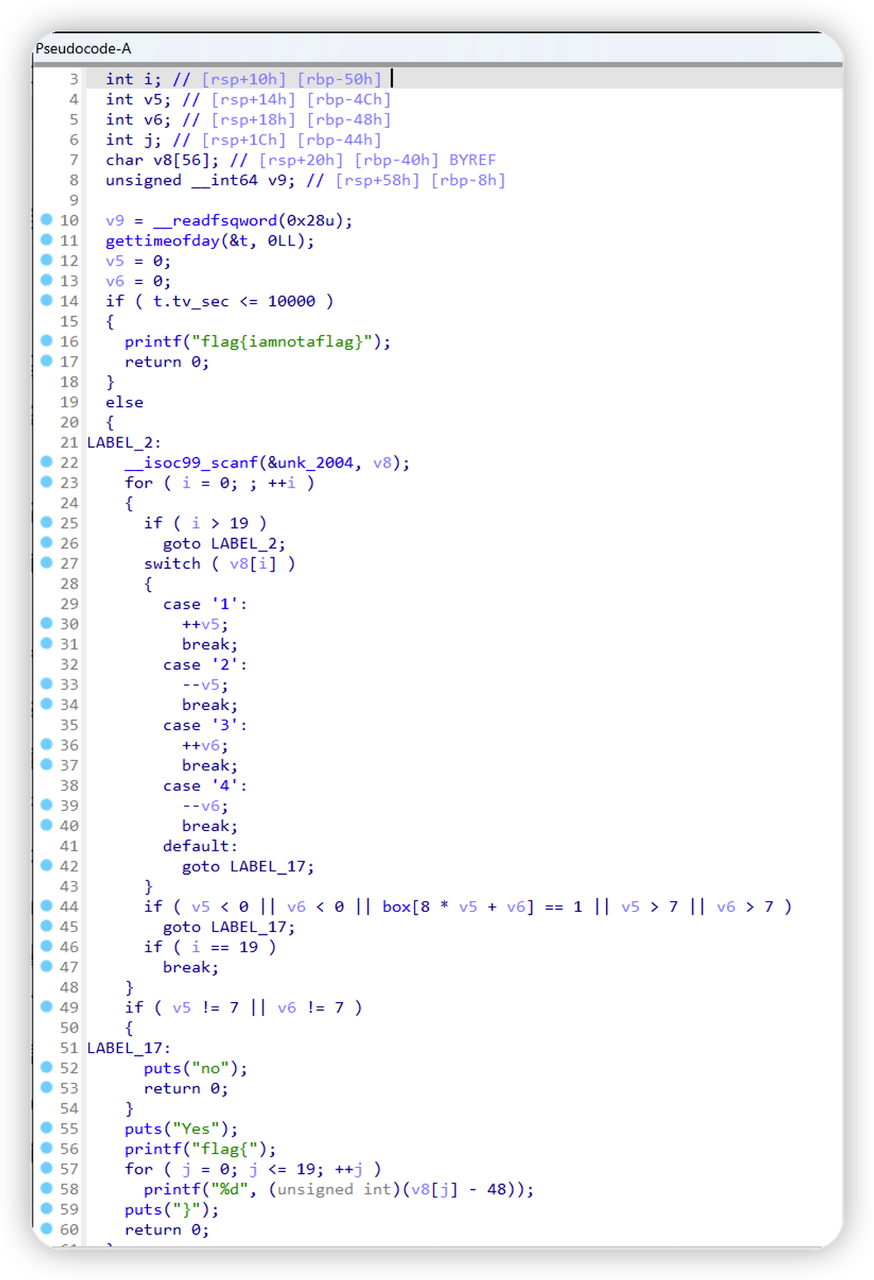 Pseudocode-A
3 int i; // [rsp+10h] [rbp-50h]
4 int v5; // [rsp+14h] [rbp-4Ch]
5 int v6; // [rsp+18h] [rbp-48h]
6 int j; // [rsp+1Ch] [rbp-44h]
7 char v8[56]; // [rsp+20h] [rbp-40h] BYREF
8 unsigned __int64 v9; // [rsp+58h] [rbp-8h]
9
10 v9 = __readfsqword(0x28u);
11 gettimeofday(&t, 0LL);
12 v5 = 0;
13 v6 = 0;
14 if ( t.tv_sec <= 10000 )
15 {
16 printf("flag{iamnotaflag}");
17 return 0;
18 }
19 else
20 {
21 LABEL_2:
22 __isoc99_scanf(&unk_2004, v8);
23 for ( i = 0; ; ++i )
24 {
25 if ( i > 19 )
26 goto LABEL_2;
27 switch ( v8[i] )
28 {
29 case '1':
30 ++v5;
31 break;
32 case '2':
33 --v5;
34 break;
35 case '3':
36 ++v6;
37 break;
38 case '4':
39 --v6;
40 break;
41 default:
42 goto LABEL_17;
43 }
44 if ( v5 < 0 || v6 < 0 || box[8 * v5 + v6] == 1 || v5 > 7 || v6 > 7 )
45 goto LABEL_17;
46 if ( i == 19 )
47 break;
48 }
49 if ( v5 != 7 || v6 != 7 )
50 {
51 LABEL_17:
52 puts("no");
53 return 0;
54 }
55 puts("Yes");
56 printf("flag{");
57 for ( j = 0; j <= 19; ++j )
58 printf("%d", (unsigned int)(v8[j] - 48));
59 puts("}");
60 return 0;